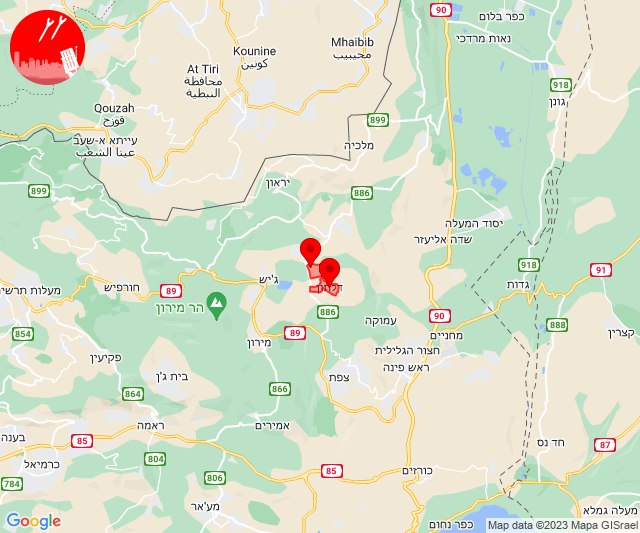 90
כפר בלום
נאות מרדכי
Mhaibib
מחיביב
Kounine
כונין
At Tiri
محافظة
النبطية
918
גונן
Qouzah
קוזח
899
עייתא א-שעב
عيتا الشعب
מלכיה
יראון
886
899
יסוד המעלה
שדה אליעזר
918
91
ג'יש
דלתון
גדות
חורפיש
89
מעלות תרשיחא
הר מירון
886
90
888
קצרין
עמוקה
854
89
מחניים
מירון
חצור הגלילית
ראש פינה
פקיעין
בית ג'ן
צפת
864
866
ראמה
אמירים
85
חד נס
87
בענה
כרמיאל
804
806
85
כורזים
784
מע'אר
מעלה גמלא
כפר נחום
Google
Map data ©2023 Mapa GISrael